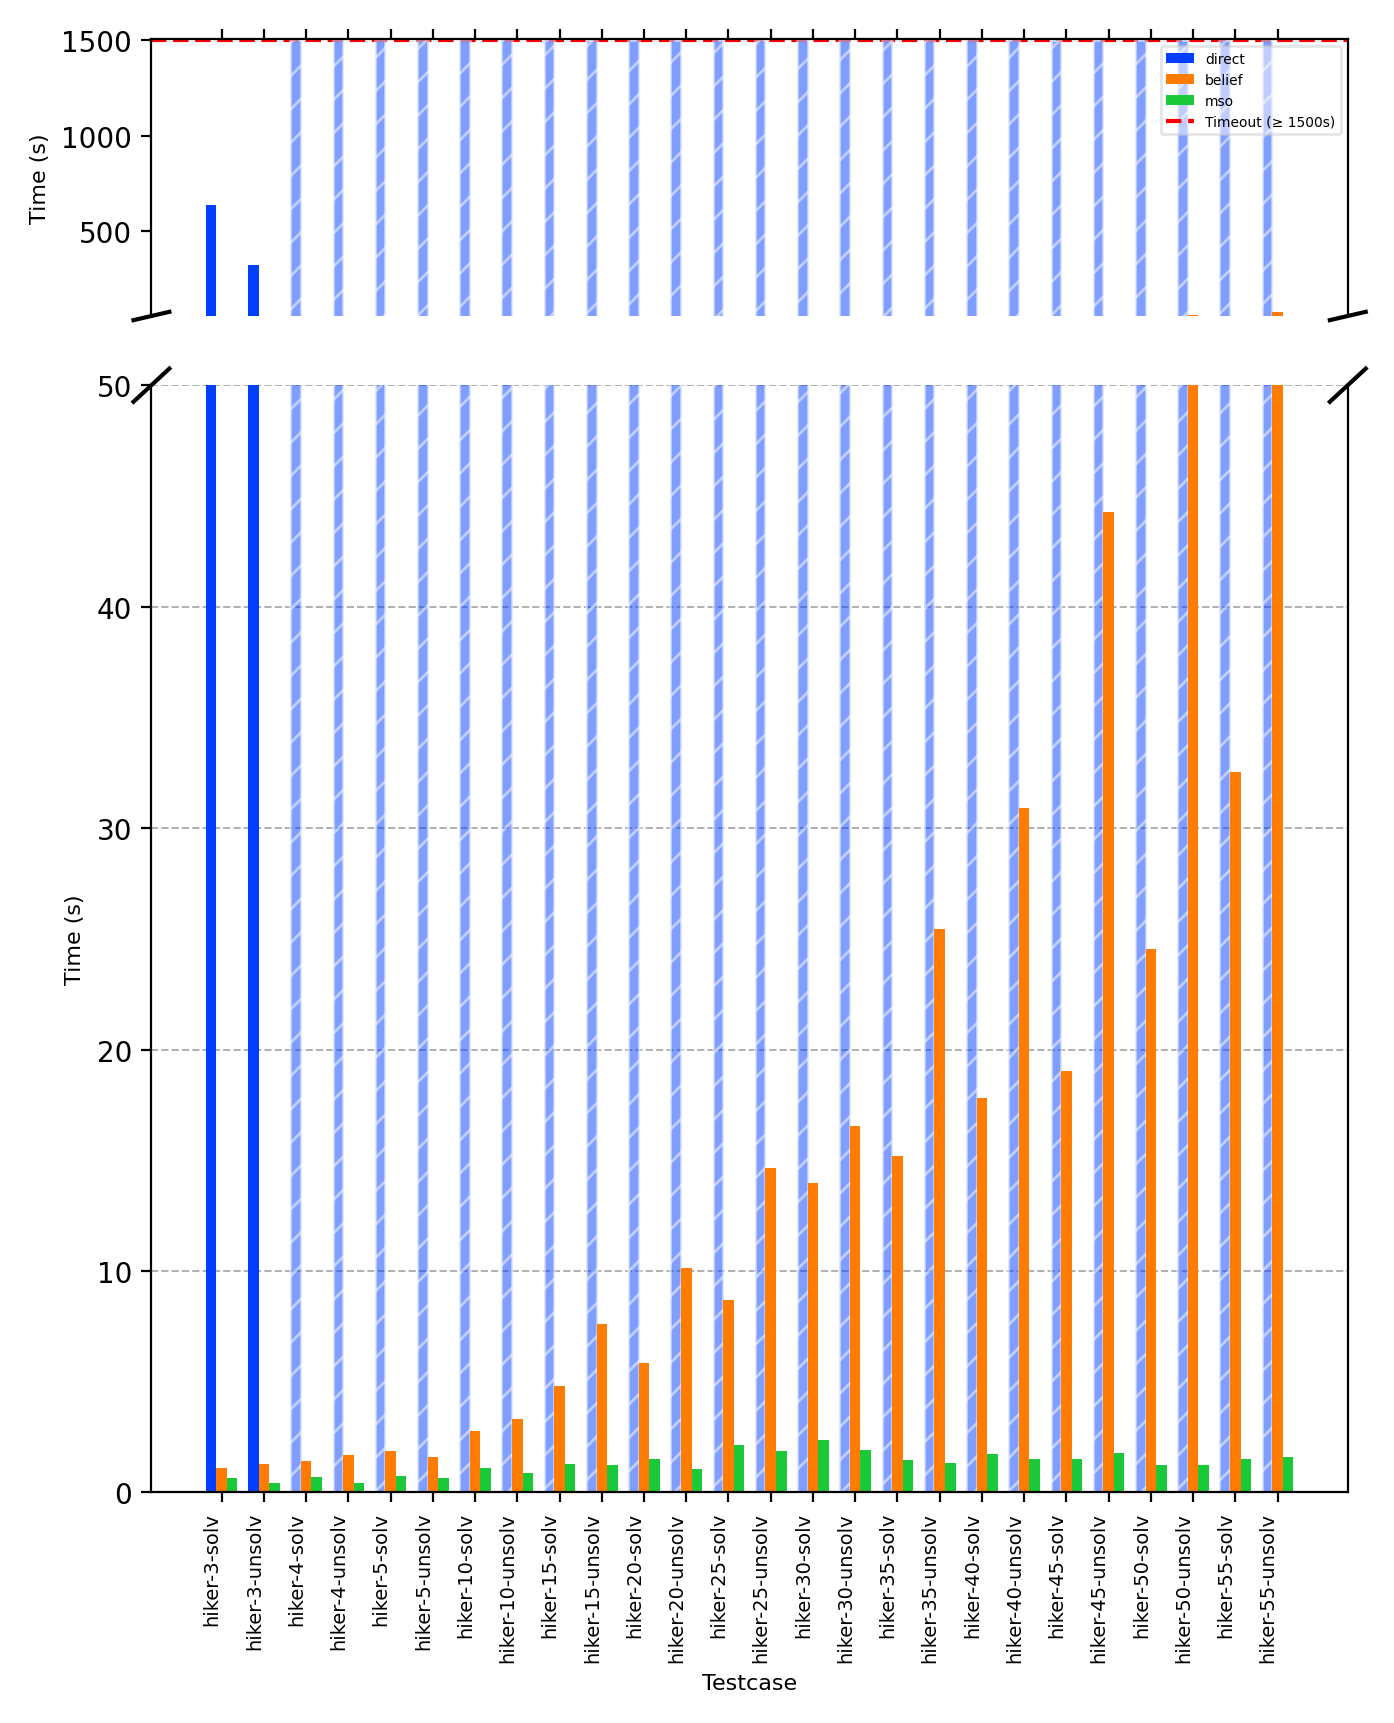 1500
1000
500
Time (s)
direct
belief
mso
Timeout (≥ 1500s)
50
40
30
20
10
0
Time (s)
hiker-3-solv
hiker-3-unsolv
hiker-4-solv
hiker-4-unsolv
hiker-5-solv
hiker-5-unsolv
hiker-10-solv
hiker-10-unsolv
hiker-15-solv
hiker-15-unsolv
hiker-20-solv
hiker-20-unsolv
hiker-25-solv
hiker-25-unsolv
hiker-30-solv
hiker-30-unsolv
hiker-35-solv
hiker-35-unsolv
hiker-40-solv
hiker-40-unsolv
hiker-45-solv
hiker-45-unsolv
hiker-50-solv
hiker-50-unsolv
hiker-55-solv
hiker-55-unsolv
Testcase